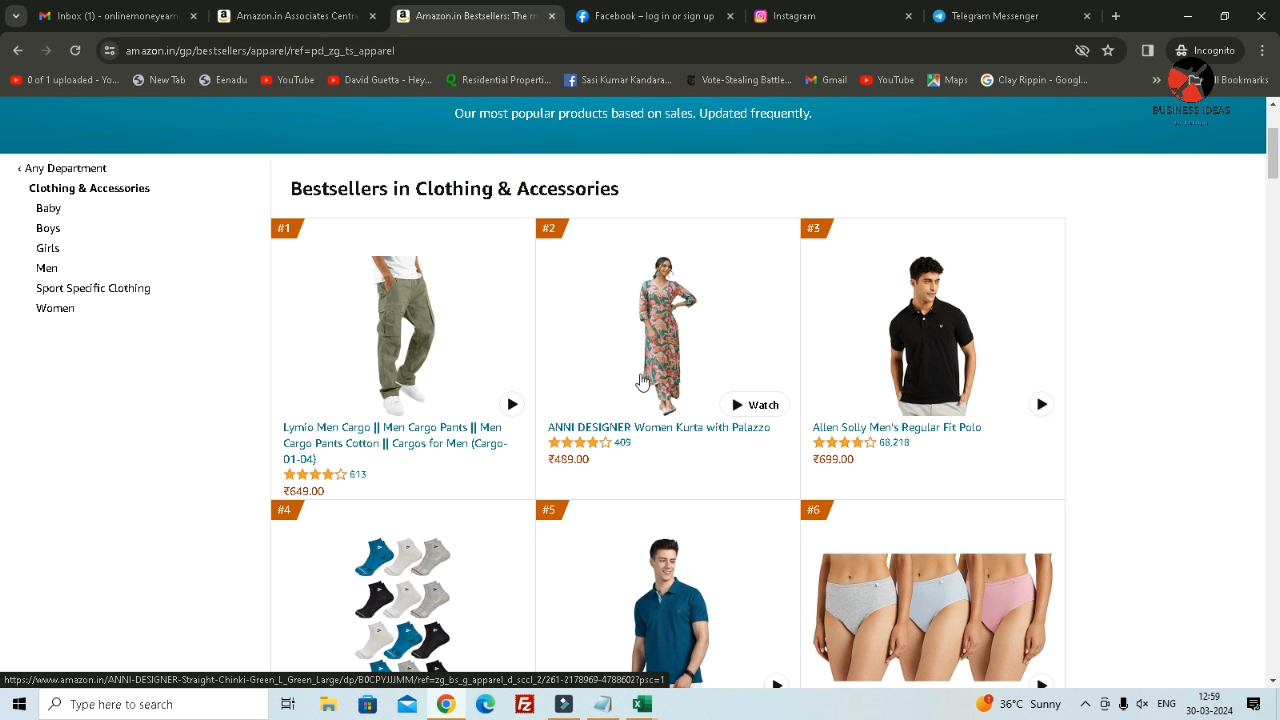 Inbox (1) - onlinemoneyearn
Amazon.in Associates Centra
Amazon.in Bestsellers: The mo
Facebook – log in or sign up
Instagram
Telegram Messenger
amazon.in/gp/bestsellers/apparel/ref=pd_zg_ts_apparel
Incognito
0 of 1 uploaded - Yo...
New Tab
Eenadu
YouTube
David Guetta - Hey...
Residential Properti...
Sasi Kumar Kandara...
Vote-Stealing Battle...
Gmail
YouTube
Maps
Clay Rippin - Googl...
ll Bookmarks
BUSINESS IDEAS
Our most popular products based on sales. Updated frequently.
‹ Any Department
Clothing & Accessories
Baby
Boys
Girls
Men
Sport Specific Clothing
Women
Bestsellers in Clothing & Accessories
#1
Lymio Men Cargo || Men Cargo Pants || Men
Cargo Pants Cotton || Cargos for Men (Cargo-
01-04)
613
₹649.00
#2
Watch
ANNI DESIGNER Women Kurta with Palazzo
409
₹489.00
#3
Allen Solly Men's Regular Fit Polo
68,218
₹699.00
#4
#5
#6
https://www.amazon.in/ANNI-DESIGNER-Straight-Chinki-Green_L_Green_Large/dp/B0CPYJJJMM/ref=zg_bs_g_apparel_d_sccl_2/261-2178969-4788602?psc=1
Type here to search
36°C Sunny
ENG
12:59
30-03-2024